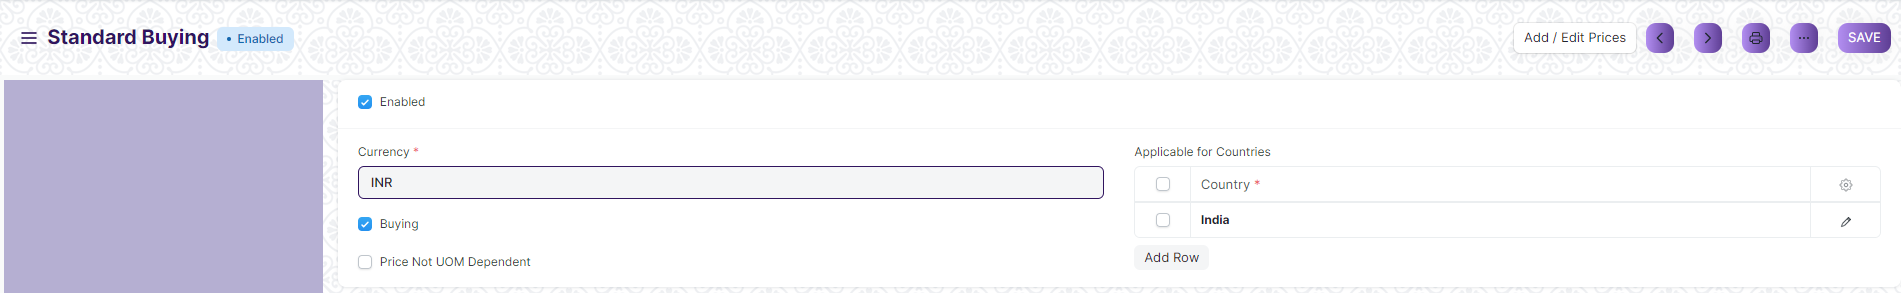 Standard Buying
• Enabled
Add / Edit Prices
SAVE
Enabled
Currency *
INR
Buying
Price Not UOM Dependent
Applicable for Countries
Country *
India
Add Row